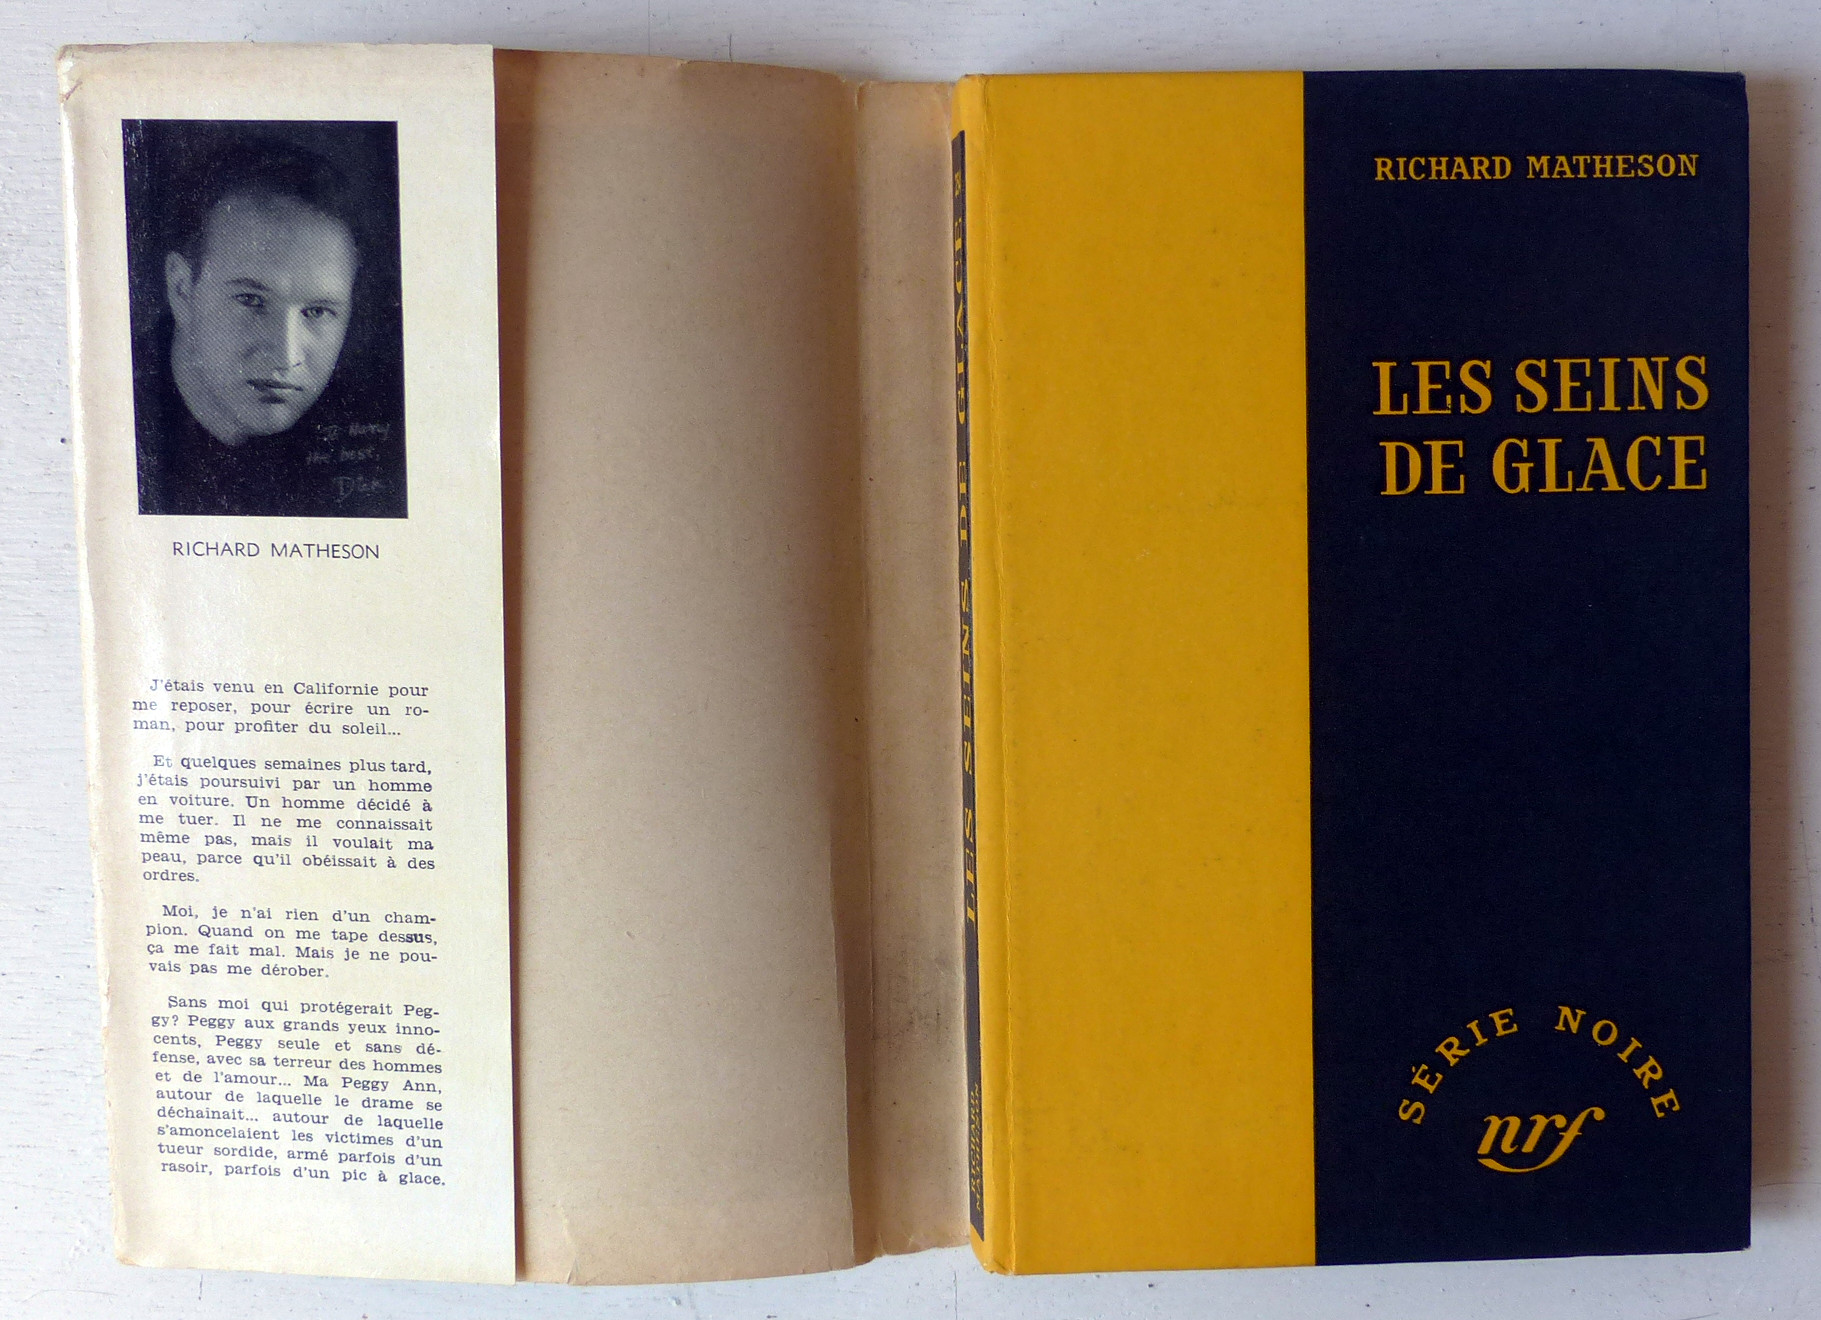 To Harry
the best,
Dick
RICHARD MATHESON
J'étais venu en Californie pour
me reposer, pour écrire un ro-
man, pour profiter du soleil...
Et quelques semaines plus tard,
j'étais poursuivi par un homme
en voiture. Un homme décidé à
me tuer. Il ne me connaissait
même pas, mais il voulait ma
peau, parce qu'il obéissait à des
ordres.
Moi, je n'ai rien d'un cham-
pion. Quand on me tape dessus,
ça me fait mal. Mais je ne pou-
vais pas me dérober.
Sans moi qui protégerait Peg-
gy? Peggy aux grands yeux inno-
cents, Peggy seule et sans dé-
fense, avec sa terreur des hommes
et de l'amour... Ma Peggy Ann,
autour de laquelle le drame se
déchaînait... autour de laquelle
s'amoncelaient les victimes d'un
tueur sordide, armé parfois d'un
rasoir, parfois d'un pic à glace.
LES SEINS DE GLACE
RICHARD
MATHESON
RICHARD MATHESON
LES SEINS
DE GLACE
SÉRIE NOIRE
nrf